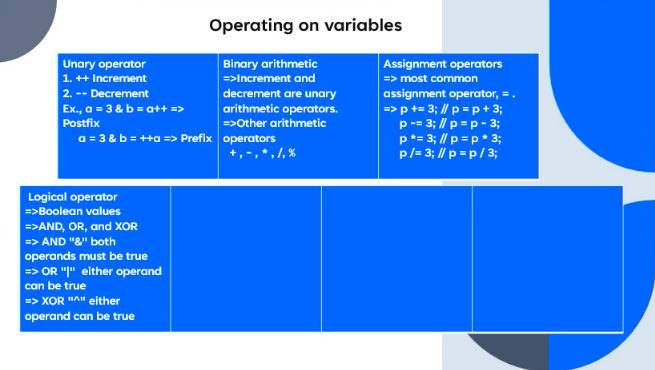 Operating on variables
Unary operator
1. ++ Increment
2. -- Decrement
Ex., a = 3 & b = a++ =>
Postfix
a = 3 & b = ++a => Prefix
Binary arithmetic
=>Increment and
decrement are unary
arithmetic operators.
=>Other arithmetic
operators
+ , - , * , /, %
Assignment operators
=> most common
assignment operator, = .
=> p += 3; // p = p + 3;
p -= 3; // p = p - 3;
p *= 3; // p = p * 3;
p /= 3; // p = p / 3;
Logical operator
=>Boolean values
=>AND, OR, and XOR
=> AND "&" both
operands must be true
=> OR "|" either operand
can be true
=> XOR "^" either
operand can be true